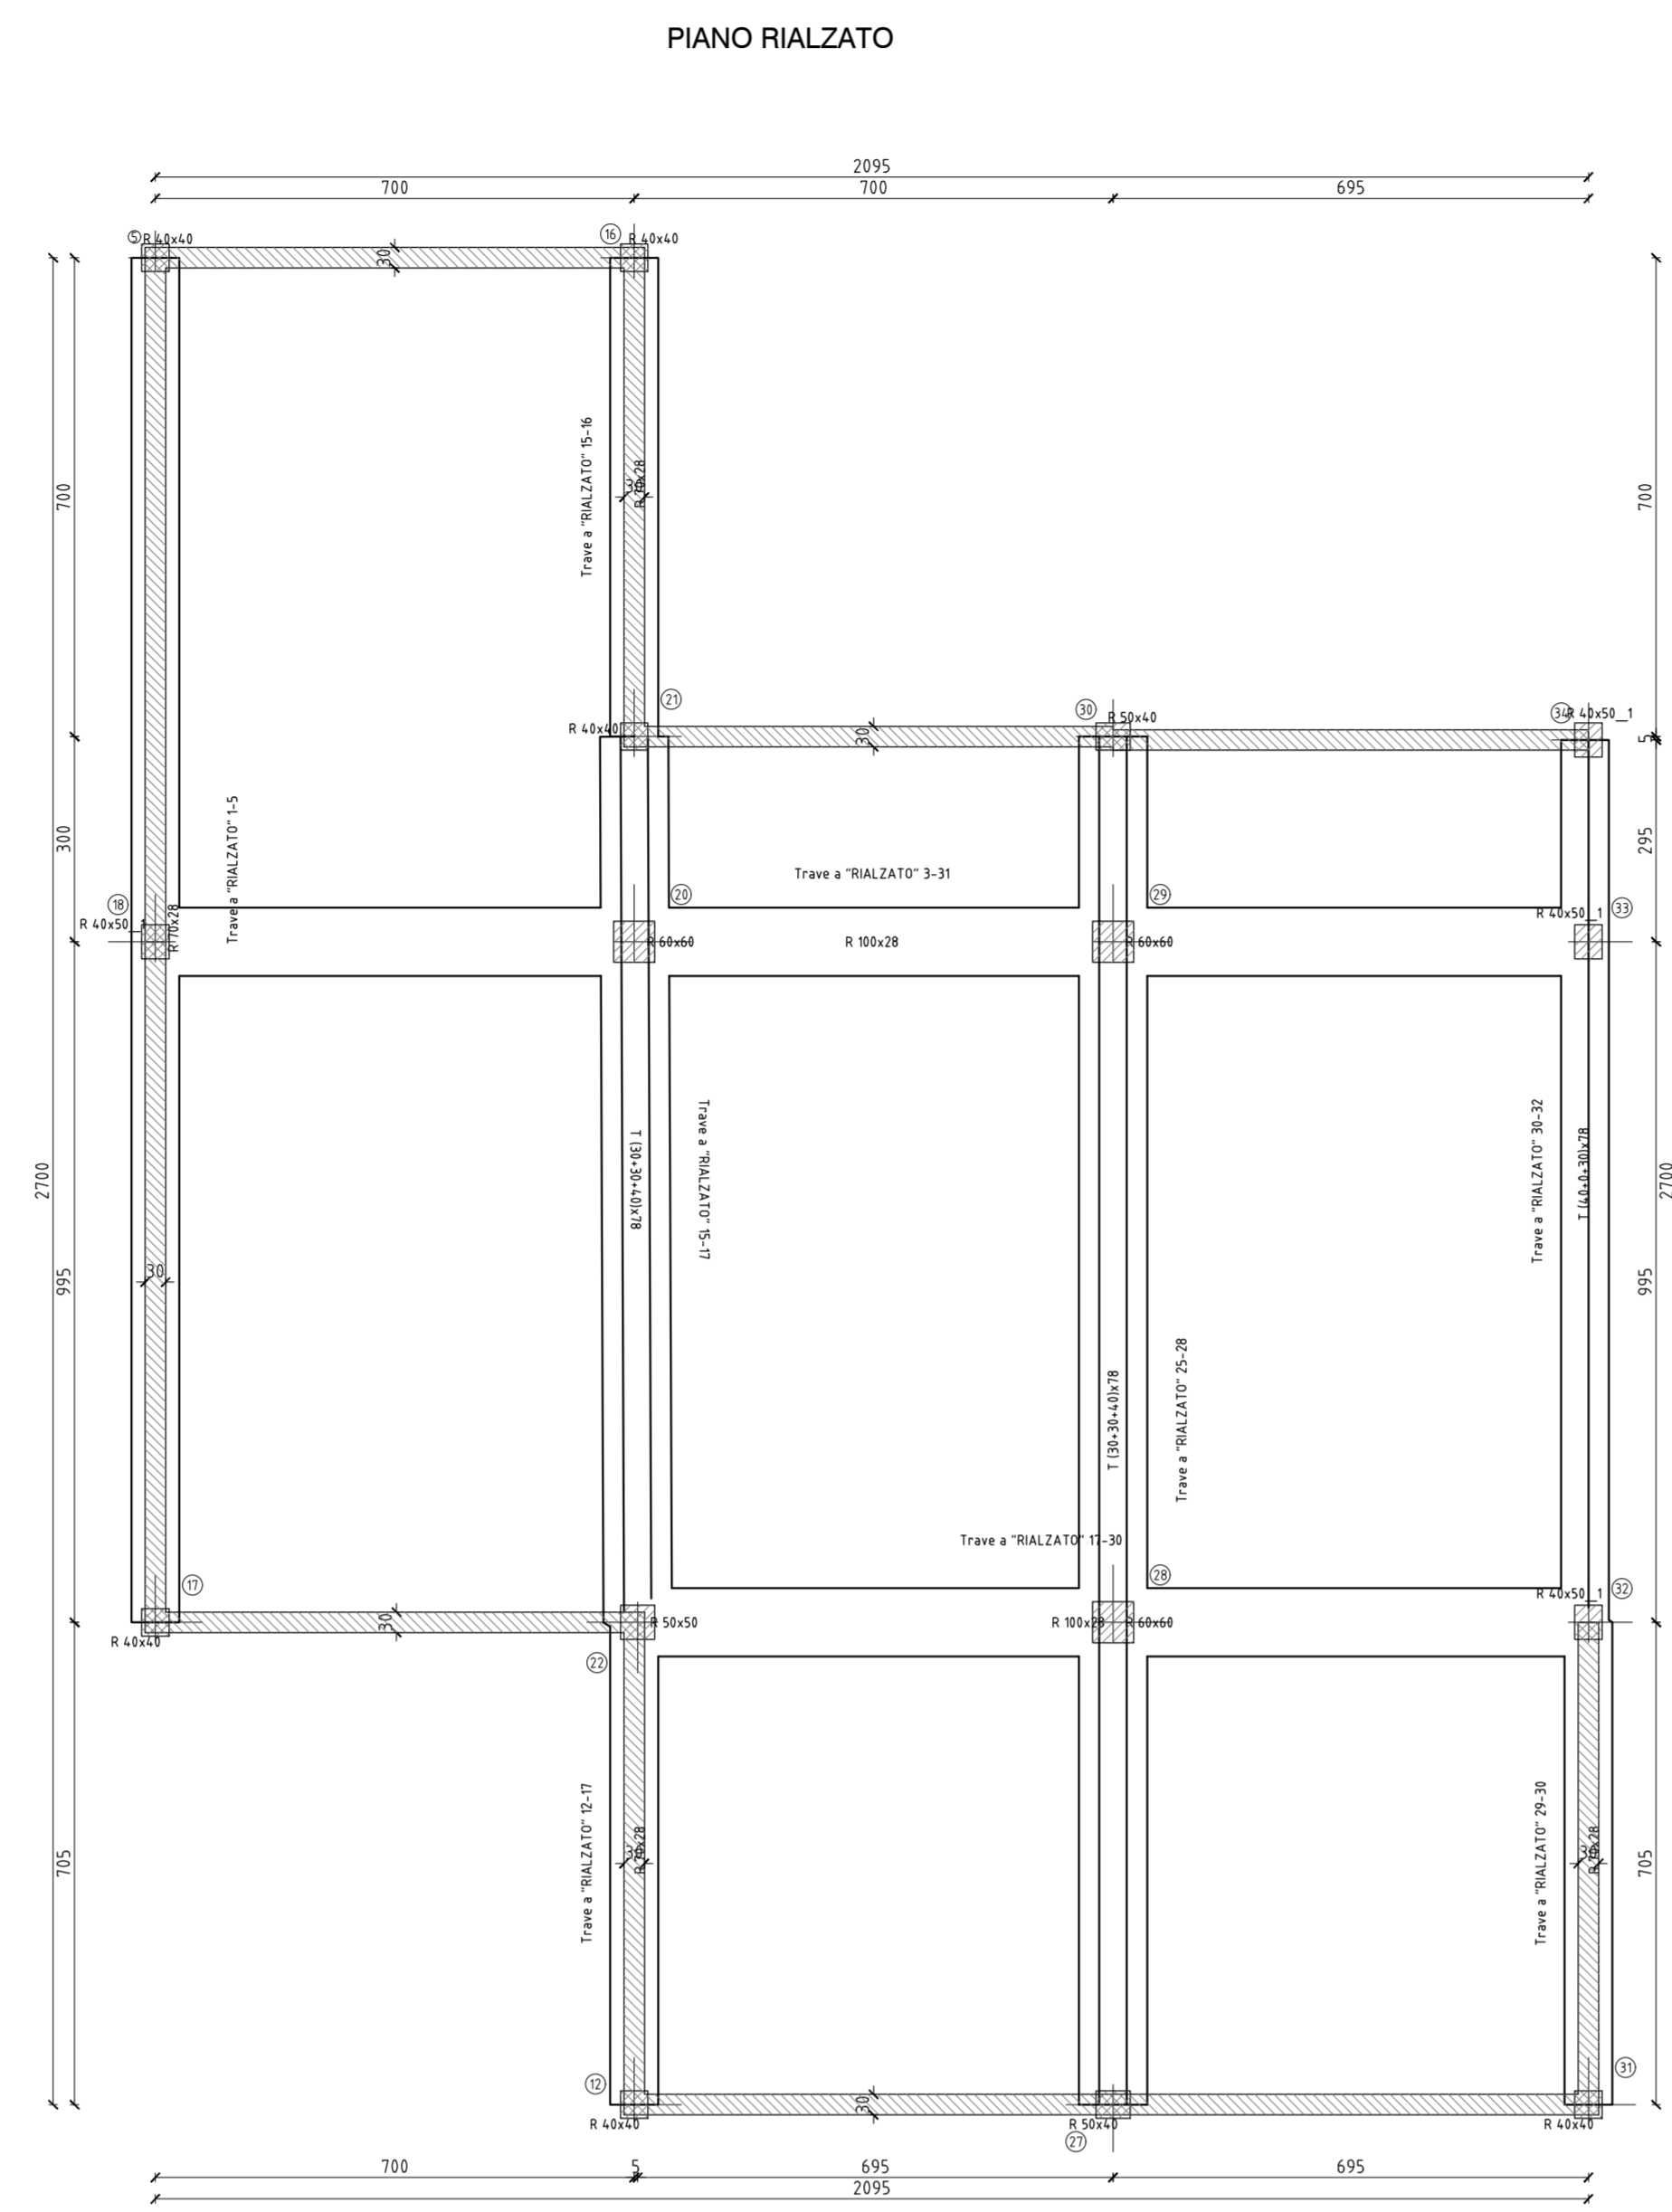 PIANO RIALZATO
2095
700 700 695
5 R 40x40
16 R 40x40
30
700
700
Trave a "RIALZATO" 15-16
30
R 70x28
21
R 40x40
30
30 R 50x40
34 R 40x50_1
5
300
295
Trave a "RIALZATO" 1-5
Trave a "RIALZATO" 3-31
18
20
29
33
R 40x50_1
R 70x28
R 60x60
R 100x28
R 60x60
R 40x50_1
2700
2700
995
995
30
T (30+30+40)x78
Trave a "RIALZATO" 15-17
Trave a "RIALZATO" 30-32
T (40+0+30)x78
T (30+30+40)x78
Trave a "RIALZATO" 25-28
Trave a "RIALZATO" 17-30
17
28
32
R 40x50_1
30
R 40x40
R 50x50
R 100x28
R 60x60
22
705
705
Trave a "RIALZATO" 12-17
30
R 70x28
Trave a "RIALZATO" 29-30
30
R 70x28
12
31
30
R 40x40
R 50x40
R 40x40
27
700 5 695 695
2095